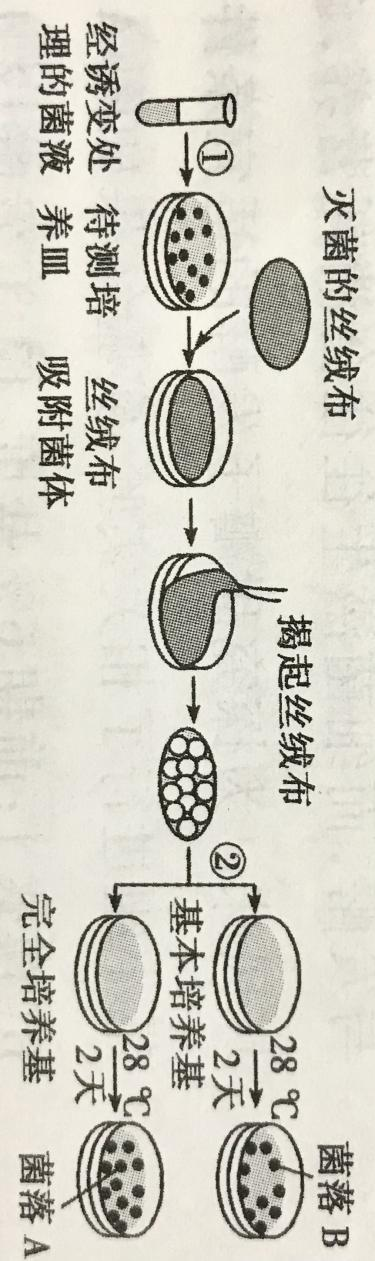 灭菌的丝绒布
揭起丝绒布
①
②
28 ℃
2天
菌落 B
基本培养基
28 ℃
2天
菌落 A
完全培养基
经诱变处
理的菌液
待测培
养皿
丝绒布
吸附菌体